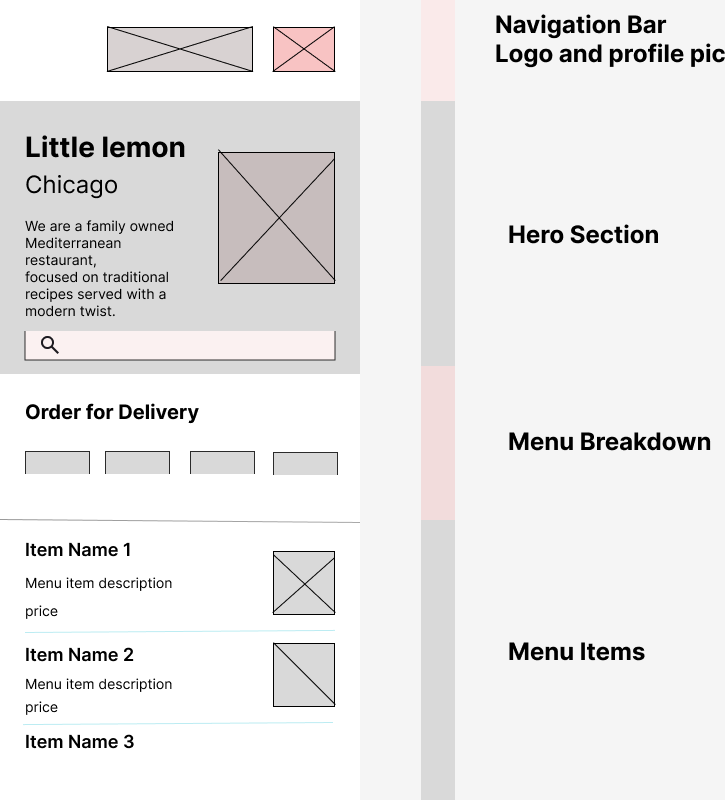 Navigation Bar
Logo and profile pic
Little lemon
Chicago
We are a family owned
Mediterranean
restaurant,
focused on traditional
recipes served with a
modern twist.
Hero Section
Order for Delivery
Menu Breakdown
Item Name 1
Menu item description
price
Item Name 2
Menu item description
price
Item Name 3
Menu Items